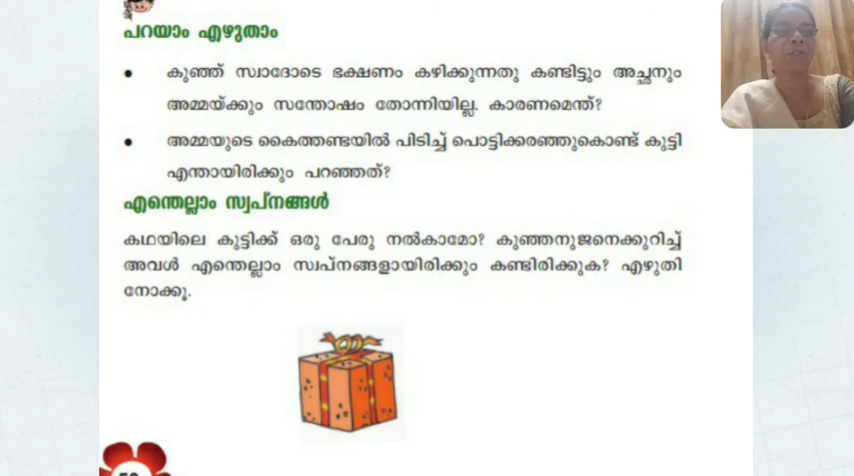 പറയാം എഴുതാം
• കുഞ്ഞ് സ്വാദോടെ ഭക്ഷണം കഴിക്കുന്നതു കണ്ടിട്ടും അച്ഛനും
അമ്മയ്ക്കും സന്തോഷം തോന്നിയില്ല. കാരണമെന്ത്?
• അമ്മയുടെ കൈത്തണ്ടയിൽ പിടിച്ച് പൊട്ടിക്കരഞ്ഞുകൊണ്ട് കുട്ടി
എന്തായിരിക്കും പറഞ്ഞത്?
എന്തെല്ലാം സ്വപ്നങ്ങൾ
കഥയിലെ കുട്ടിക്ക് ഒരു പേരു നൽകാമോ? കുഞ്ഞനുജനെക്കുറിച്ച്
അവൾ എന്തെല്ലാം സ്വപ്നങ്ങളായിരിക്കും കണ്ടിരിക്കുക? എഴുതി
നോക്കൂ.